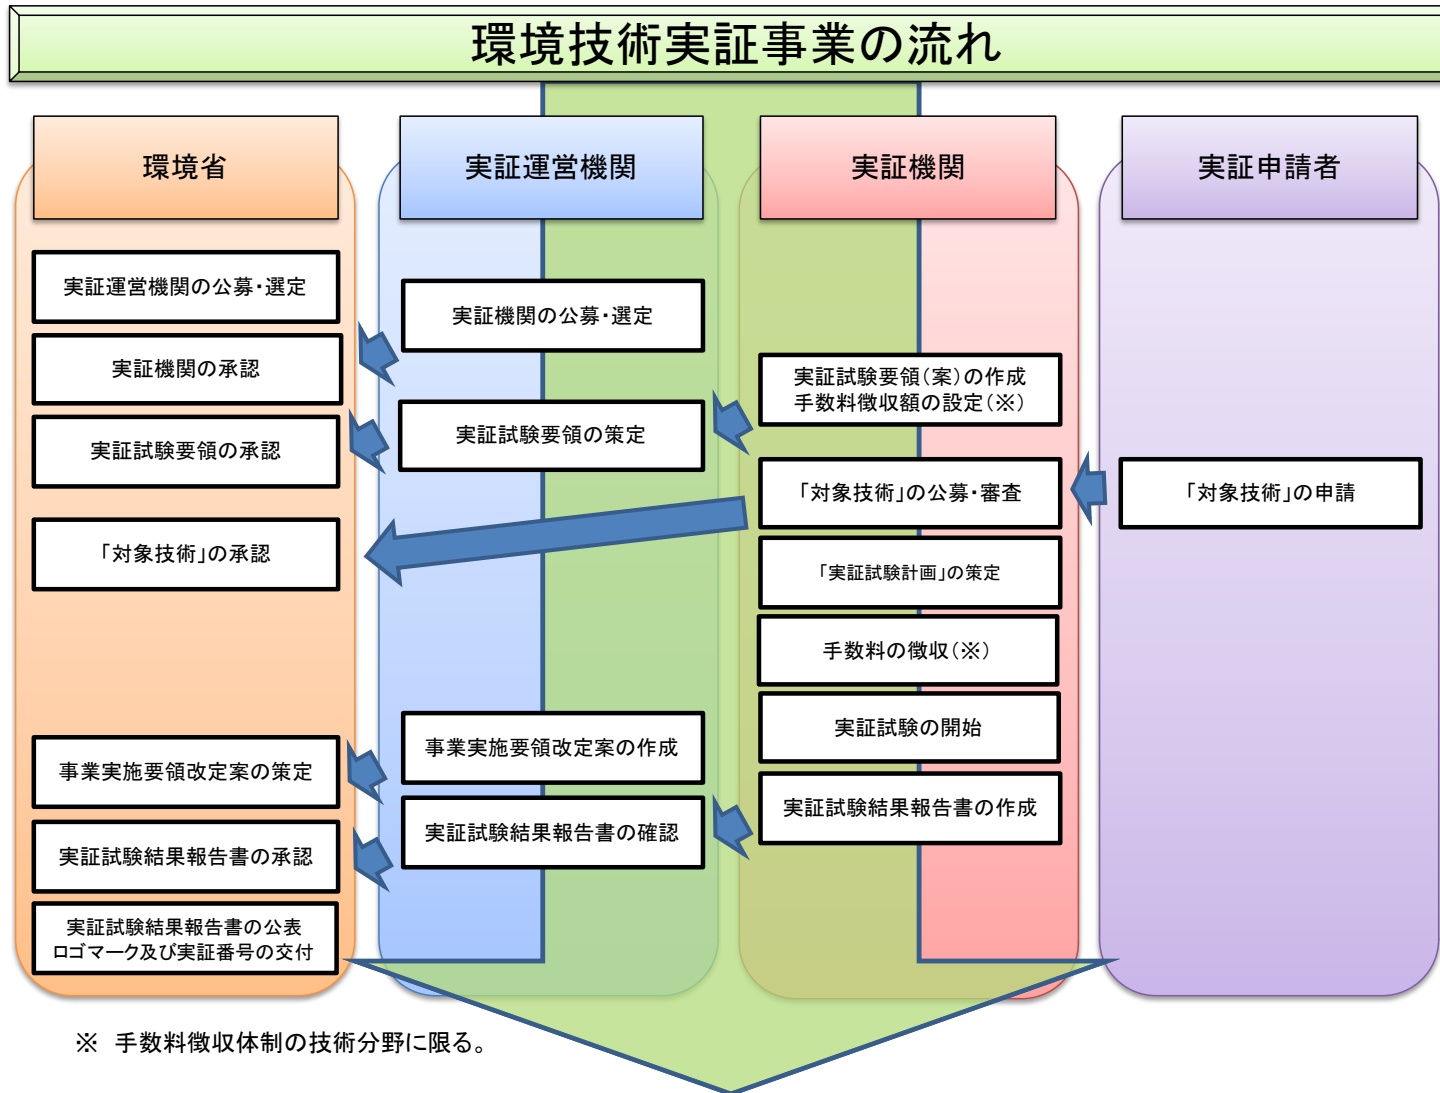 環境技術実証事業の流れ
環境省
実証運営機関の公募・選定
実証機関の承認
実証試験要領の承認
「対象技術」の承認
事業実施要領改定案の策定
実証試験結果報告書の承認
実証試験結果報告書の公表
ロゴマーク及び実証番号の交付
実証運営機関
実証機関の公募・選定
実証試験要領の策定
事業実施要領改定案の作成
実証試験結果報告書の確認
実証機関
実証試験要領(案)の作成
手数料徴収額の設定(※)
「対象技術」の公募・審査
「実証試験計画」の策定
手数料の徴収(※)
実証試験の開始
実証試験結果報告書の作成
実証申請者
「対象技術」の申請
※ 手数料徴収体制の技術分野に限る。